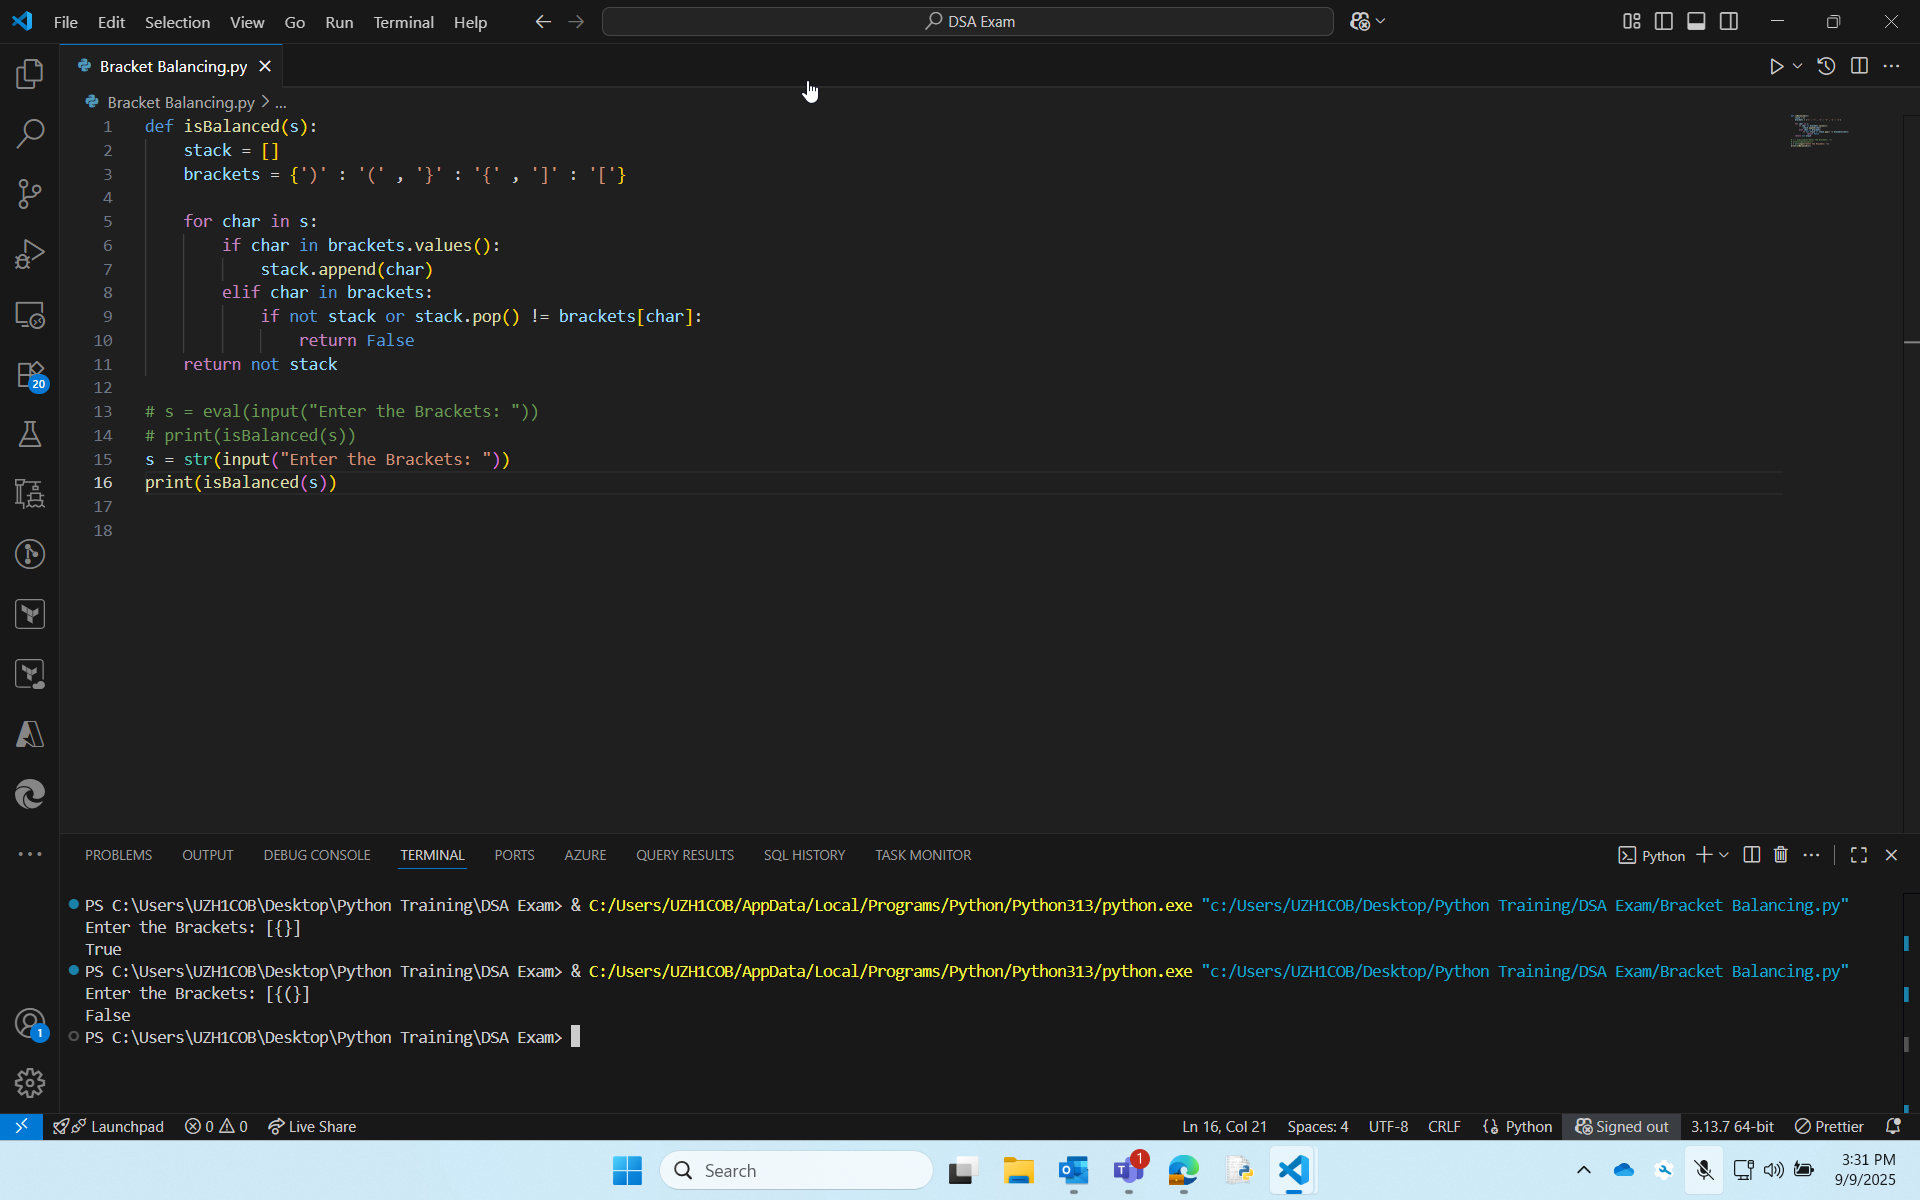 File Edit Selection View Go Run Terminal Help DSA Exam
Bracket Balancing.py
Bracket Balancing.py > ...
1 def isBalanced(s):
2     stack = []
3     brackets = {')' : '(' , '}' : '{' , ']' : '['}
4
5     for char in s:
6         if char in brackets.values():
7             stack.append(char)
8         elif char in brackets:
9             if not stack or stack.pop() != brackets[char]:
10                 return False
11     return not stack
12
13 # s = eval(input("Enter the Brackets: "))
14 # print(isBalanced(s))
15 s = str(input("Enter the Brackets: "))
16 print(isBalanced(s))
17
18
20
PROBLEMS OUTPUT DEBUG CONSOLE TERMINAL PORTS AZURE QUERY RESULTS SQL HISTORY TASK MONITOR Python
PS C:\Users\UZH1COB\Desktop\Python Training\DSA Exam> & C:/Users/UZH1COB/AppData/Local/Programs/Python/Python313/python.exe "c:/Users/UZH1COB/Desktop/Python Training/DSA Exam/Bracket Balancing.py"
Enter the Brackets: [{}]
True
PS C:\Users\UZH1COB\Desktop\Python Training\DSA Exam> & C:/Users/UZH1COB/AppData/Local/Programs/Python/Python313/python.exe "c:/Users/UZH1COB/Desktop/Python Training/DSA Exam/Bracket Balancing.py"
Enter the Brackets: [{(}]
False
PS C:\Users\UZH1COB\Desktop\Python Training\DSA Exam>
1
Launchpad 0 0 Live Share Ln 16, Col 21 Spaces: 4 UTF-8 CRLF {} Python Signed out 3.13.7 64-bit Prettier
Search 1 3:31 PM
9/9/2025